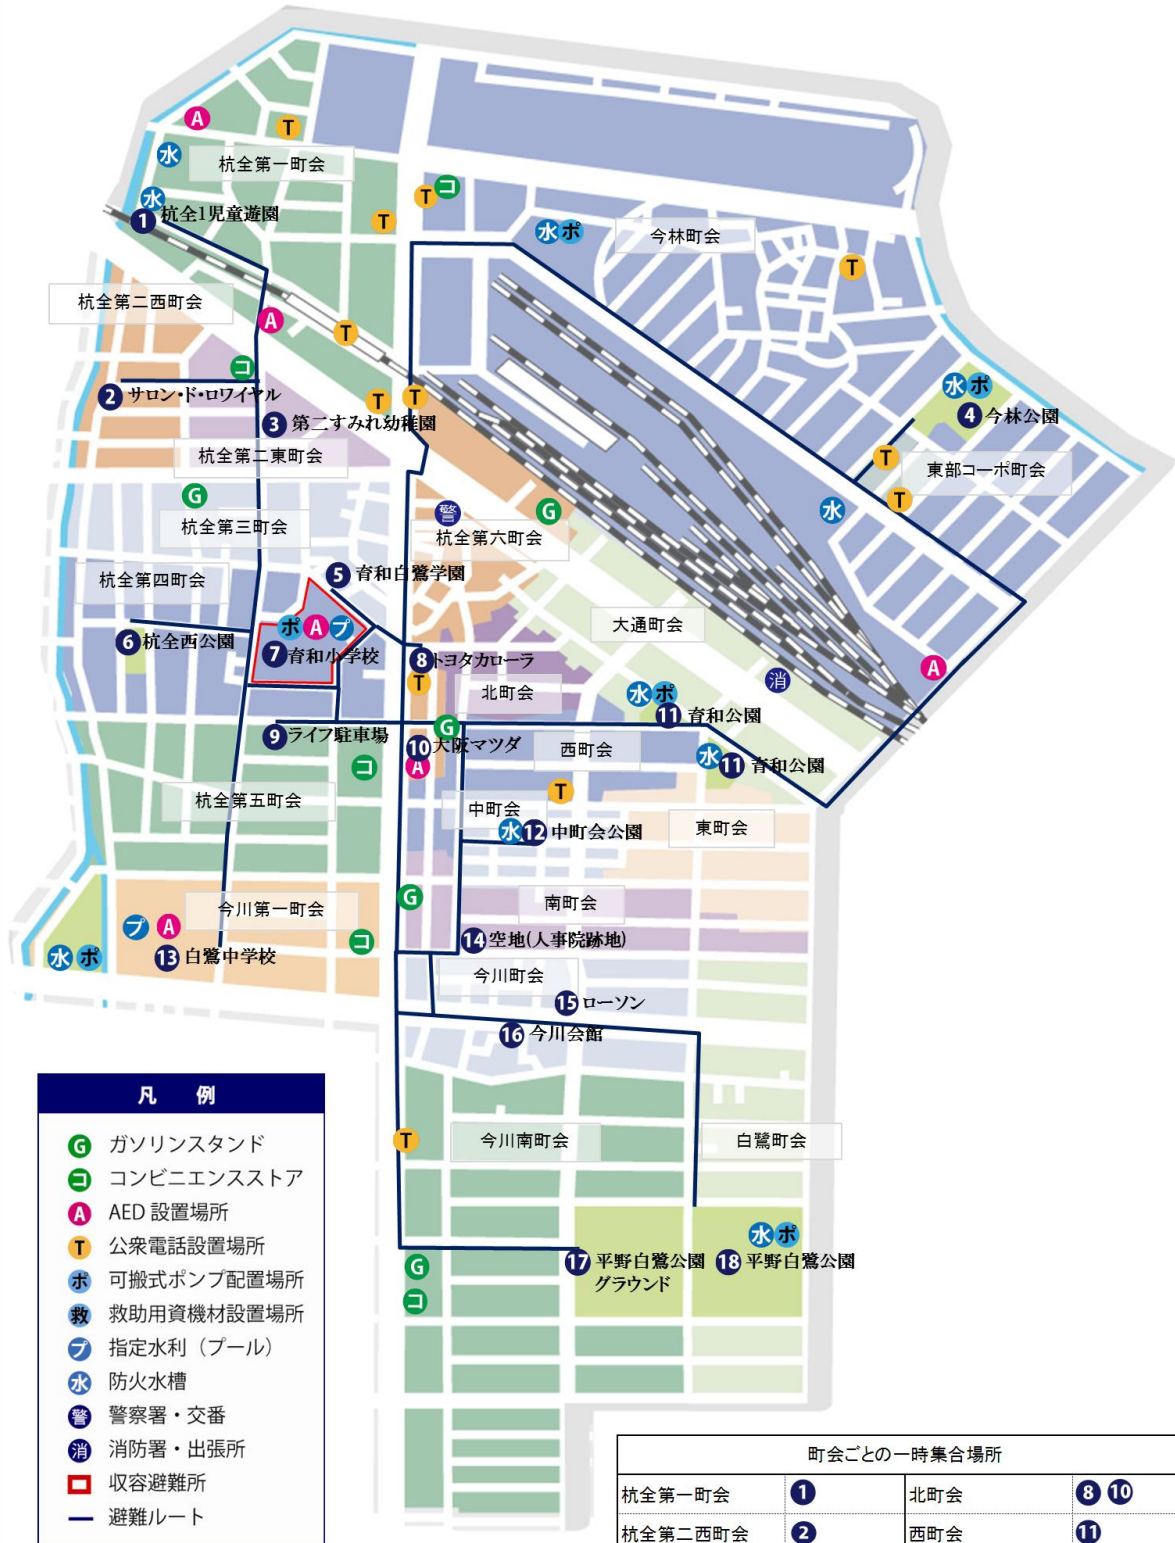 A
T
水
杭全第一町会
T
コ
水
1 杭全1児童遊園
T
水 ポ
今林町会
T
杭全第二西町会
A
T
コ
2 サロン・ド・ロワイヤル
T
T
水 ポ
3 第二すみれ幼稚園
4 今林公園
杭全第二東町会
T
東部コーポ町会
G
T
警
G
水
杭全第三町会
杭全第六町会
杭全第四町会
5 育和白鷺学園
大通町会
6 杭全西公園
ポ A プ
7 育和小学校
8 トヨタカローラ
A
T
北町会
消
水 ポ
11 育和公園
9 ライフ駐車場
G
10 大阪マツダ
西町会
水
11 育和公園
コ
A
杭全第五町会
中町会
T
水
12 中町会公園
東町会
G
今川第一町会
南町会
プ A
コ
14 空地(人事院跡地)
水 ポ
13 白鷺中学校
今川町会
15 ローソン
16 今川会館
T
今川南町会
白鷺町会
水 ポ
17 平野白鷺公園
グラウンド
18 平野白鷺公園
G
コ
凡 例
G ガソリンスタンド
コ コンビニエンスストア
A AED 設置場所
T 公衆電話設置場所
ポ 可搬式ポンプ配置場所
救 救助用資機材設置場所
プ 指定水利（プール）
水 防火水槽
警 警察署・交番
消 消防署・出張所
収容避難所
避難ルート
町会ごとの一時集合場所
杭全第一町会 1 北町会 8 10
杭全第二西町会 2 西町会 11